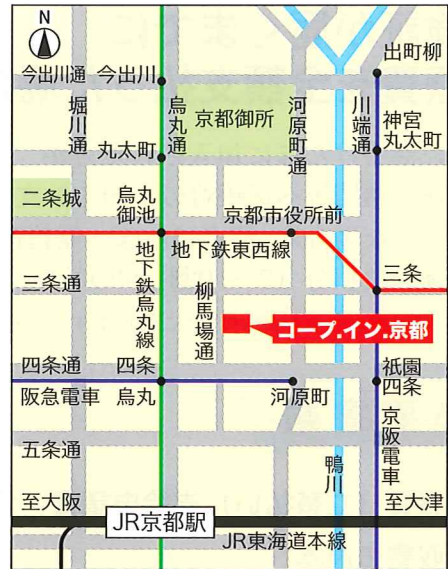 N
出町柳
今出川通
今出川
堀川通
烏丸通
京都御所
河原町通
川端通
神宮
丸太町
丸太町
二条城
烏丸
御池
京都市役所前
地下鉄東西線
地下鉄烏丸線
三条通
柳馬場通
三条
コープ.イン.京都
四条通
四条
祇園
四条
阪急電車
烏丸
河原町
京阪電車
五条通
鴨川
至大阪
至大津
JR京都駅
JR東海道本線